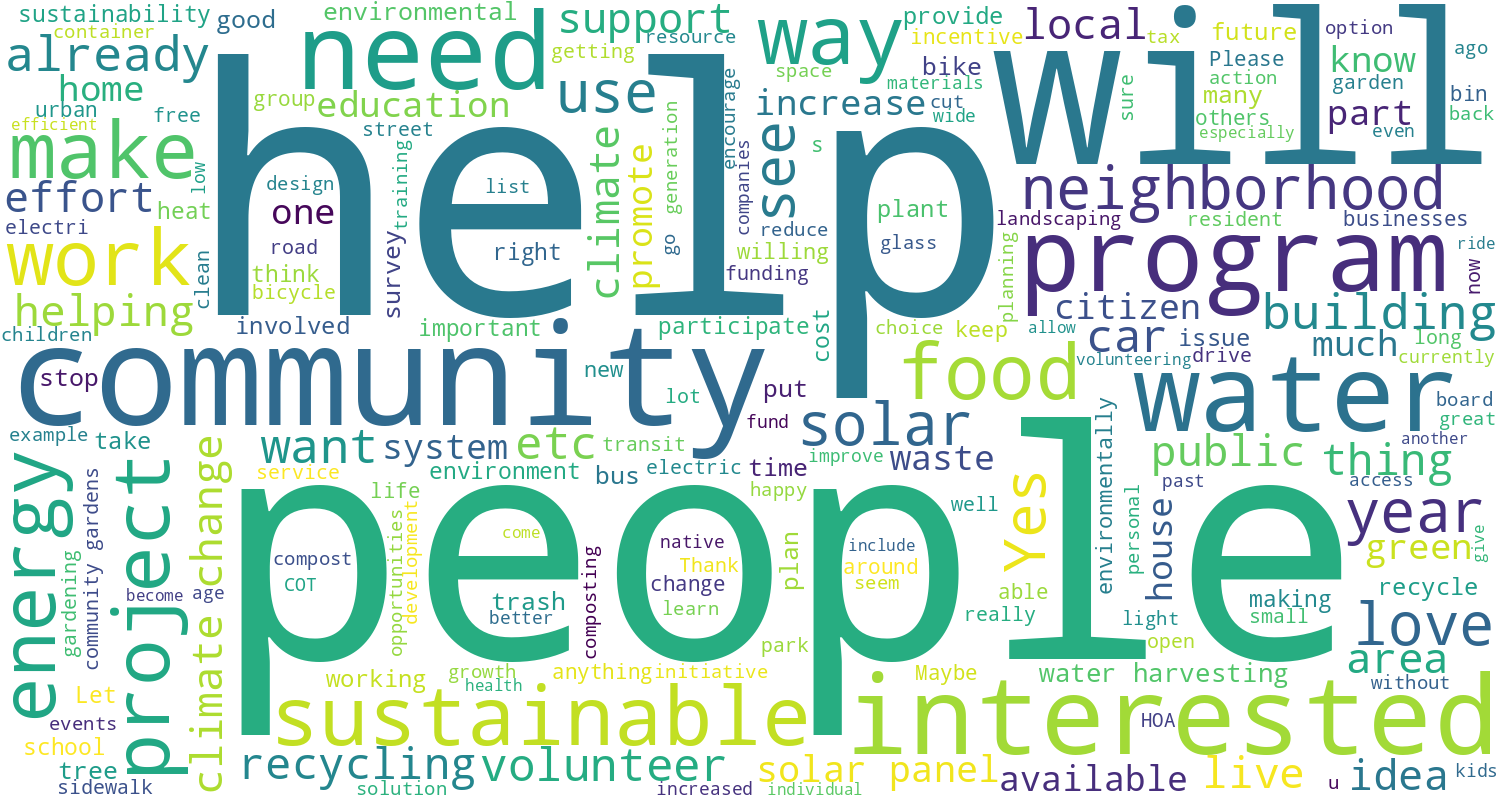 sustainability
good
environmental
support
way
provide
local
tax
future
option
ago
container
already
need
getting
resource
incentive
Please
know
home
use
space
bike
materials
will
action
garden
bin
urban
free
group
education
increase
cut
wide
sure
many
part
back
efficient
street
encourage
others
even
especially
make
help
low
training
climate
promote
generation
companies
see
s
neighborhood
effort
design
list
plant
heat
one
landscaping
resident
businesses
electri
road
survey
right
go
reduce
glass
program
ride
work
think
willing
funding
planning
now
clean
bicycle
citizen
building
helping
involved
important
participate
cost
choice
keep
allow
car
issue
long
children
community
new
food
volunteering
drive
much
currently
stop
lot
put
solar
water
board
fund
great
example
take
want
system
etc
transit
improve
waste
public
thing
another
energy
project
climate change
community gardens
service
environment
bus
electric
time
happy
Yes
environmentally
personal
house
past
access
year
life
people
well
green
give
gardening
become
age
compost
COT
opportunities
development
come
composting
native
Thank
change
learn
plan
include
around
seem
able
really
light
open
making
small
recycle
love
trash
better
park
area
Let
working
growth
health
anything
initiative
Maybe
water harvesting
without
events
sustainable
interested
HOA
school
tree
sidewalk
recycling
volunteer
solar panel
available
live
idea
kids
solution
increased
individual
u